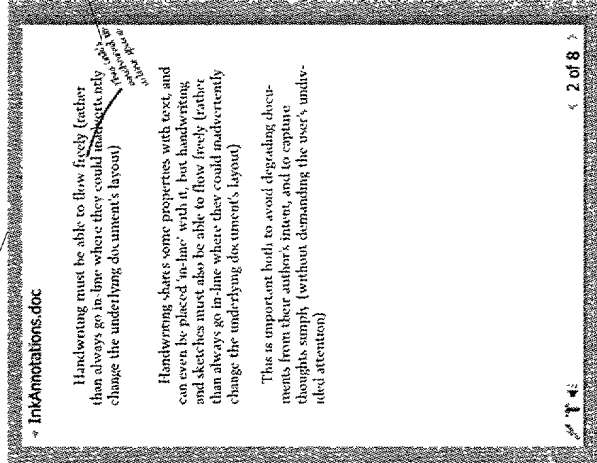 InkAnnotations.doc
Handwriting must be able to flow freely (rather
than always go in-line where they could inadvertently
change the underlying document's layout)
Handwriting shares some properties with text, and
can even be placed 'in-line' with it, but handwriting
and sketches must also be able to flow freely (rather
than always go in-line where they could inadvertently
change the underlying document's layout)
This is important both to avoid degrading docu-
ments from their author's intent, and to capture
thoughts simply (without demanding the user's undiv-
ided attention)
< 2 of 8 >